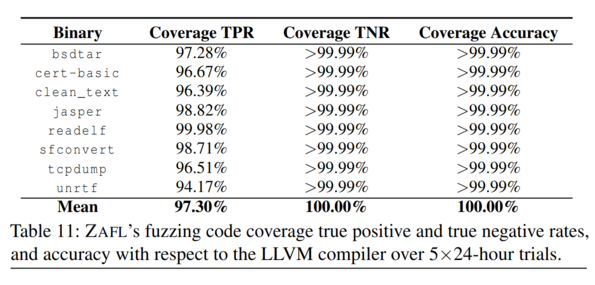 Binary Coverage TPR Coverage TNR Coverage Accuracy
bsdtar 97.28% >99.99% >99.99%
cert-basic 96.67% >99.99% >99.99%
clean_text 96.39% >99.99% >99.99%
jasper 98.82% >99.99% >99.99%
readelf 99.98% >99.99% >99.99%
sfconvert 98.71% >99.99% >99.99%
tcpdump 96.51% >99.99% >99.99%
unrtf 94.17% >99.99% >99.99%
Mean 97.30% 100.00% 100.00%
Table 11: ZAFL's fuzzing code coverage true positive and true negative rates,
and accuracy with respect to the LLVM compiler over 5×24-hour trials.